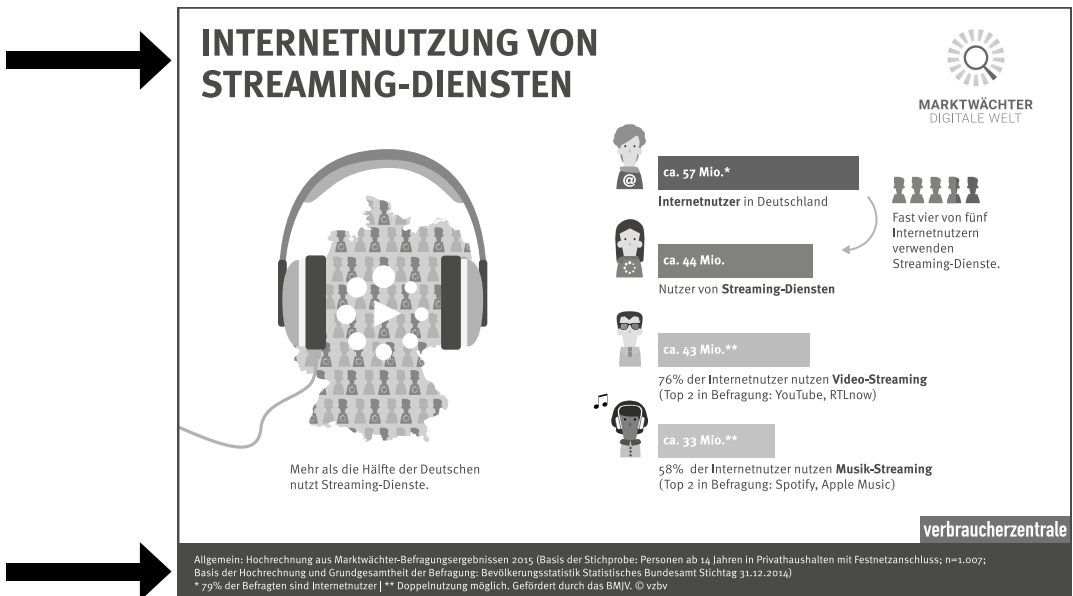 INTERNETNUTZUNG VON
STREAMING-DIENSTEN
MARKTWÄCHTER
DIGITALE WELT
@
ca. 57 Mio.*
Internetnutzer in Deutschland
Fast vier von fünf
Internetnutzern
verwenden
Streaming-Dienste.
ca. 44 Mio.
Nutzer von Streaming-Diensten
ca. 43 Mio.**
76% der Internetnutzer nutzen Video-Streaming
(Top 2 in Befragung: YouTube, RTLnow)
ca. 33 Mio.**
58% der Internetnutzer nutzen Musik-Streaming
(Top 2 in Befragung: Spotify, Apple Music)
Mehr als die Hälfte der Deutschen
nutzt Streaming-Dienste.
verbraucherzentrale
Allgemein: Hochrechnung aus Marktwächter-Befragungsergebnissen 2015 (Basis der Stichprobe: Personen ab 14 Jahren in Privathaushalten mit Festnetzanschluss; n=1.007;
Basis der Hochrechnung und Grundgesamtheit der Befragung: Bevölkerungsstatistik Statistisches Bundesamt Stichtag 31.12.2014)
* 79% der Befragten sind Internetnutzer | ** Doppelnutzung möglich. Gefördert durch das BMJV. © vzbv